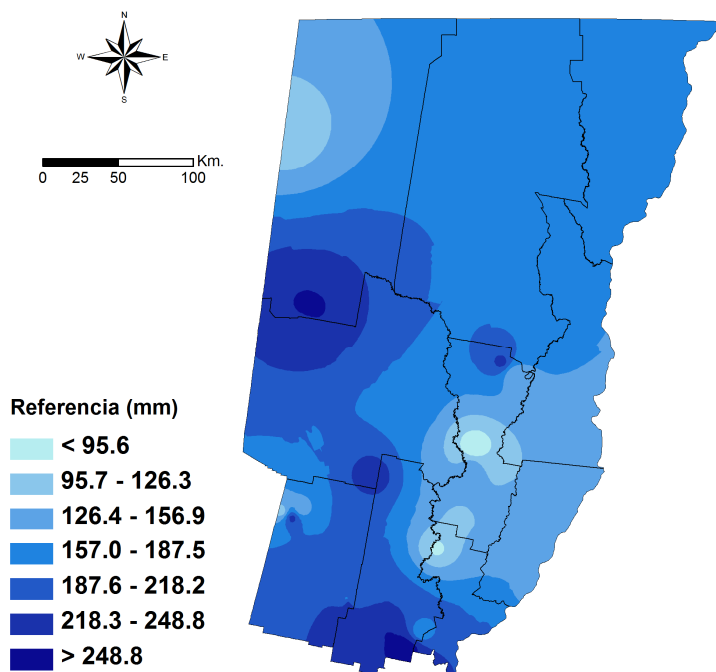 N
W E
S
Km.
0 25 50 100
Referencia (mm)
< 95.6
95.7 - 126.3
126.4 - 156.9
157.0 - 187.5
187.6 - 218.2
218.3 - 248.8
> 248.8